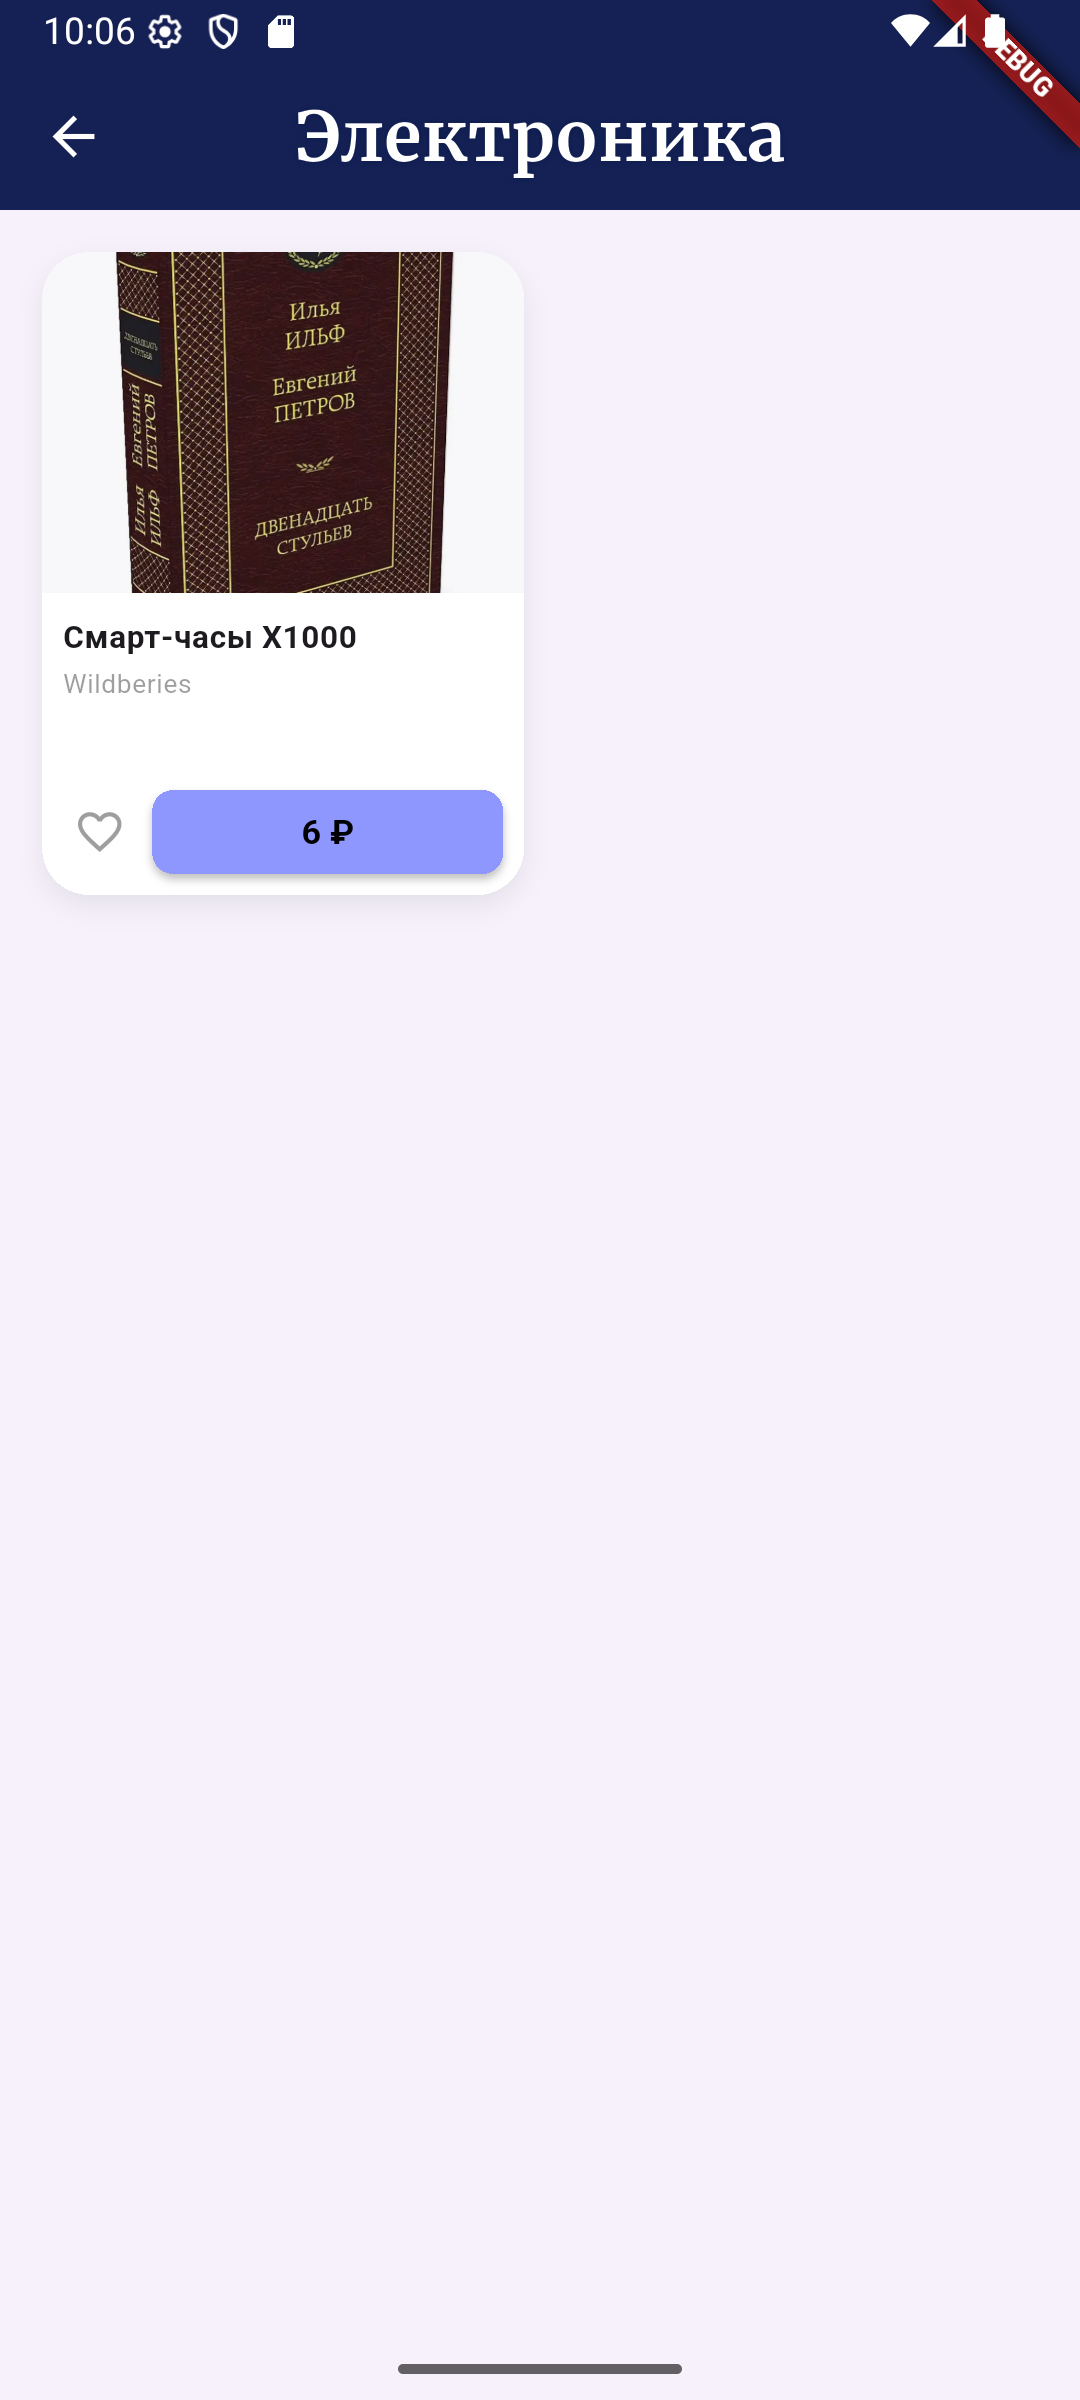 10:06
DEBUG
Электроника
Илья
ИЛЬФ
Евгений
ПЕТРОВ
ДВЕНАДЦАТЬ
СТУЛЬЕВ
ДВЕНАДЦАТЬ
СТУЛЬЕВ
Илья Евгений
ИЛЬФ ПЕТРОВ
Смарт-часы X1000
Wildberies
6 ₽